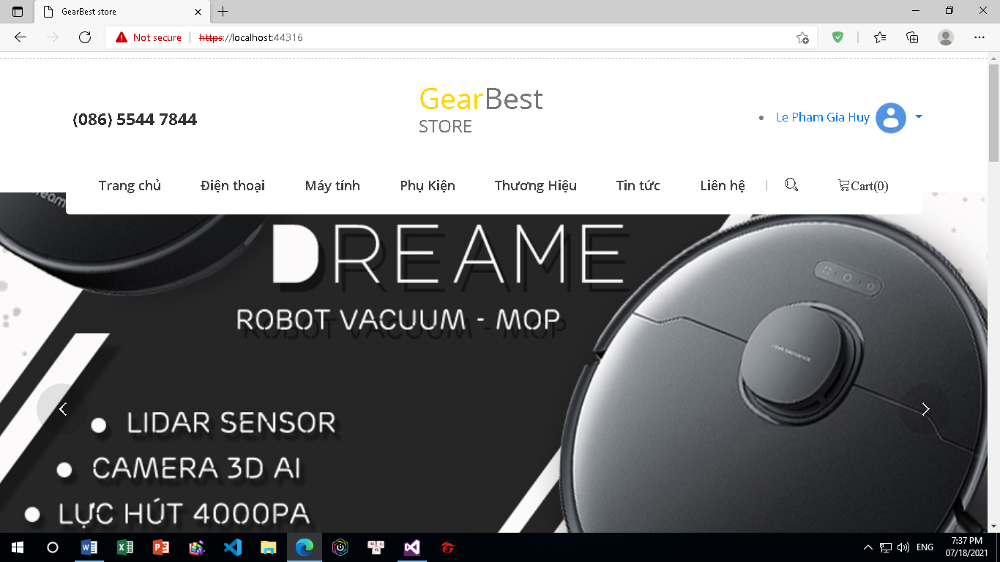 GearBest store
Not secure
https://localhost:44316
(086) 5544 7844
GearBest
STORE
Le Pham Gia Huy
Trang chủ
Điện thoại
Máy tính
Phụ Kiện
Thương Hiệu
Tin tức
Liên hệ
Cart(0)
DREAME
ROBOT VACUUM - MOP
LIDAR SENSOR
CAMERA 3D AI
LỰC HÚT 4000PA
ENG
7:37 PM
07/18/2021